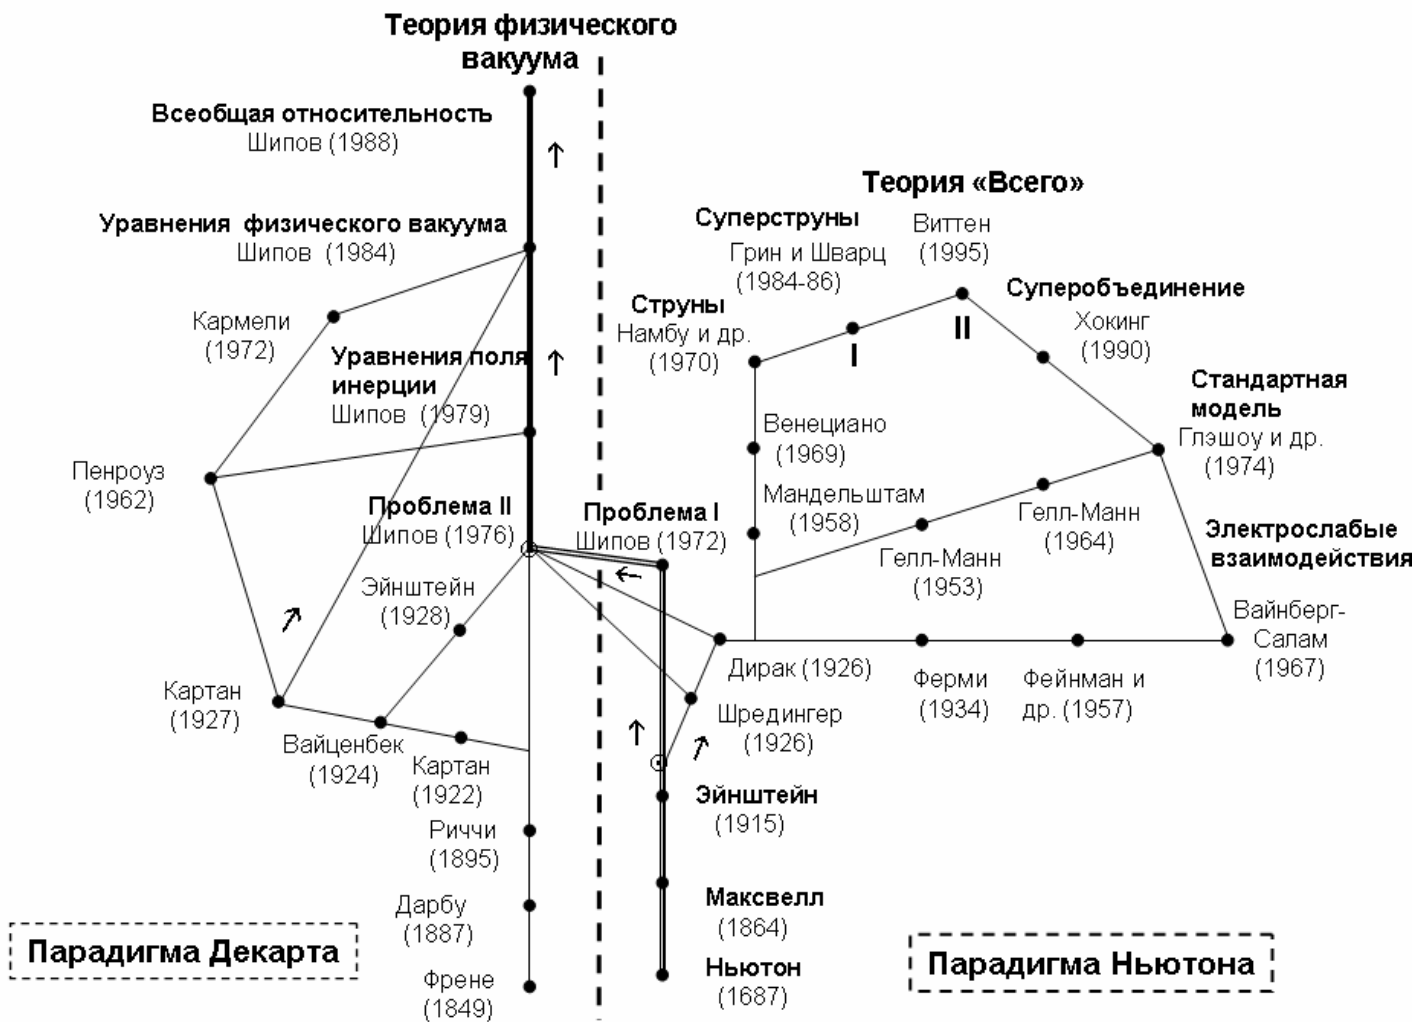 Теория физического
вакуума
Всеобщая относительность
Шипов (1988)
Уравнения физического вакуума
Шипов (1984)
Кармели
(1972)
Уравнения поля
инерции
Шипов (1979)
Пенроуз
(1962)
Проблема II
Шипов (1976)
Эйнштейн
(1928)
Картан
(1927)
Вайценбек
(1924)
Картан
(1922)
Риччи
(1895)
Дарбу
(1887)
Френе
(1849)
Парадигма Декарта
Теория «Всего»
Суперструны
Грин и Шварц
(1984-86)
Виттен
(1995)
Струны
Намбу и др.
(1970)
I
II
Суперобъединение
Хокинг
(1990)
Стандартная
модель
Глэшоу и др.
(1974)
Венециано
(1969)
Мандельштам
(1958)
Гелл-Манн
(1964)
Гелл-Манн
(1953)
Электрослабые
взаимодействия
Вайнберг-
Салам
(1967)
Проблема I
Шипов (1972)
Дирак (1926)
Ферми
(1934)
Фейнман и
др. (1957)
Шредингер
(1926)
Эйнштейн
(1915)
Максвелл
(1864)
Ньютон
(1687)
Парадигма Ньютона